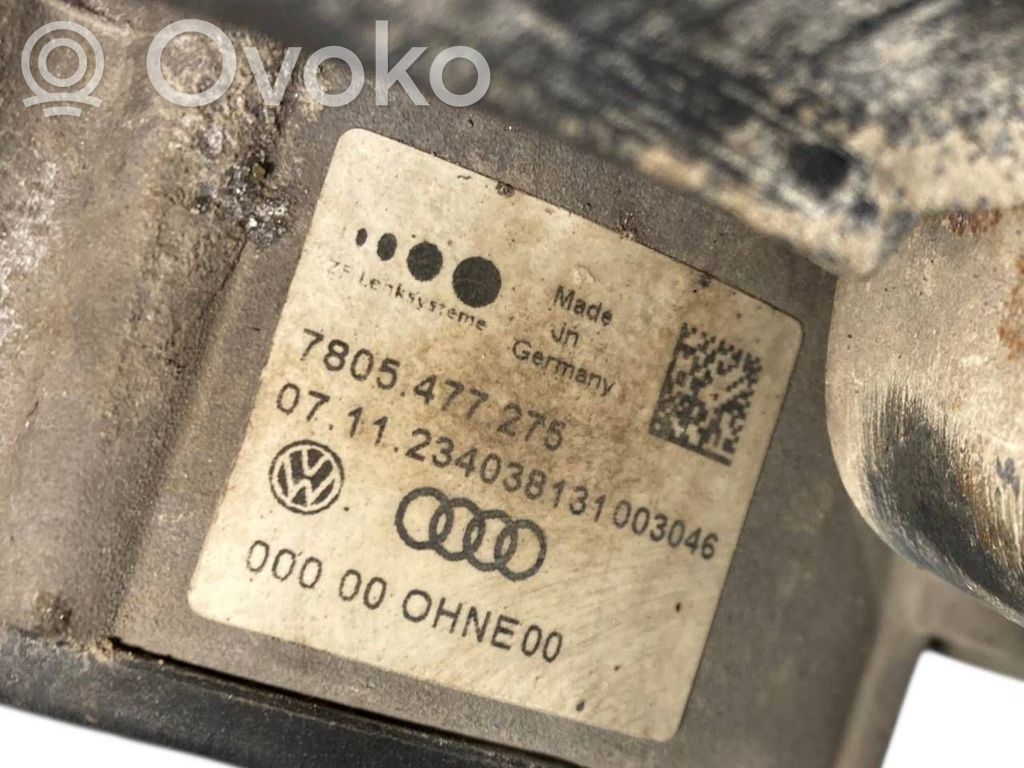 Ovoko
ZF Lenksysteme
Made
in
Germany
7805.477.275
07.11.234038131003046
000 00 OHNE00